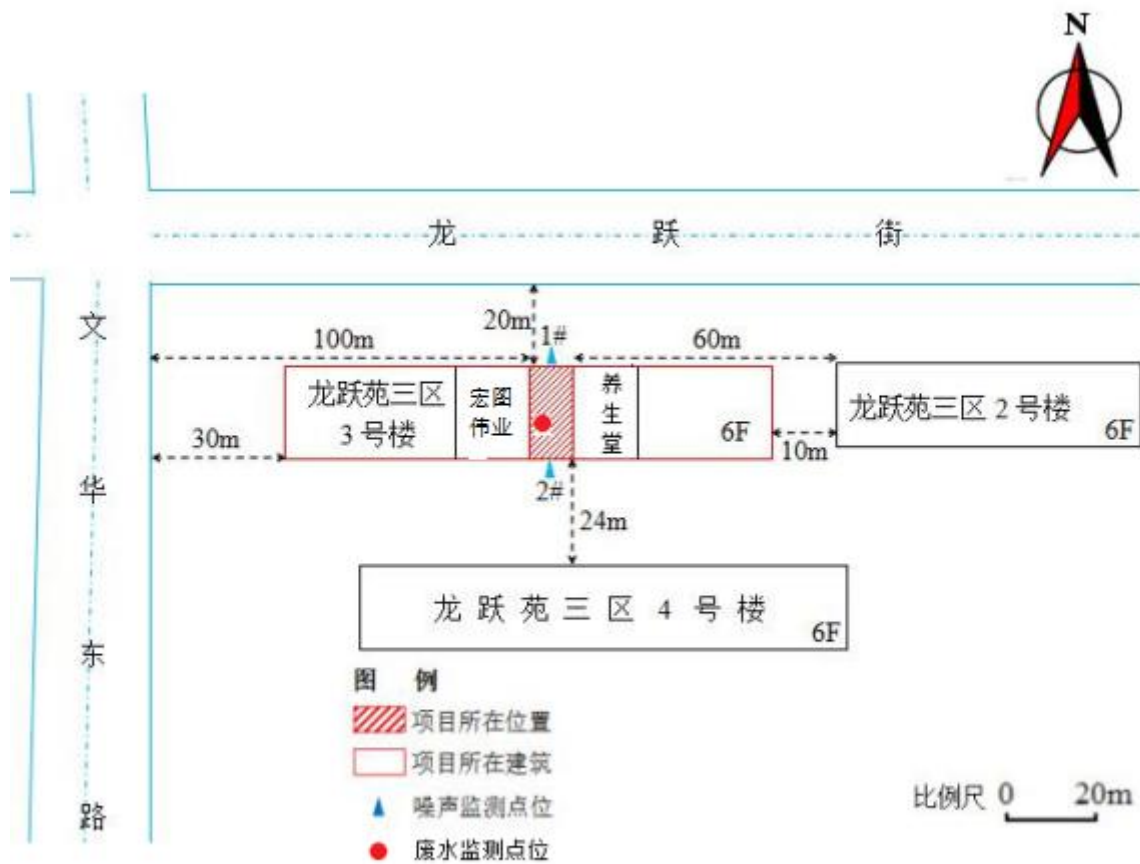 N
龙跃街
文华东路
20m
1#
100m
60m
龙跃苑三区
3号楼
宏图
伟业
养生堂
6F
龙跃苑三区2号楼
6F
30m
10m
2#
24m
龙跃苑三区4号楼
6F
图 例
项目所在位置
项目所在建筑
噪声监测点位
废水监测点位
比例尺 0 20m